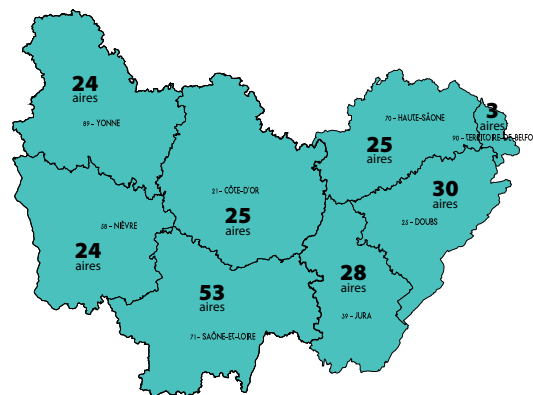 24
aires
89 – YONNE
3
aires
90 – TERRITOIRE-DE-BELFO
70 – HAUTE-SÂONE
25
aires
21 – CÔTE-D'OR
25
aires
30
aires
25 – DOUBS
58 – NIÈVRE
24
aires
53
aires
71 – SAÔNE-ET-LOIRE
28
aires
39 – JURA